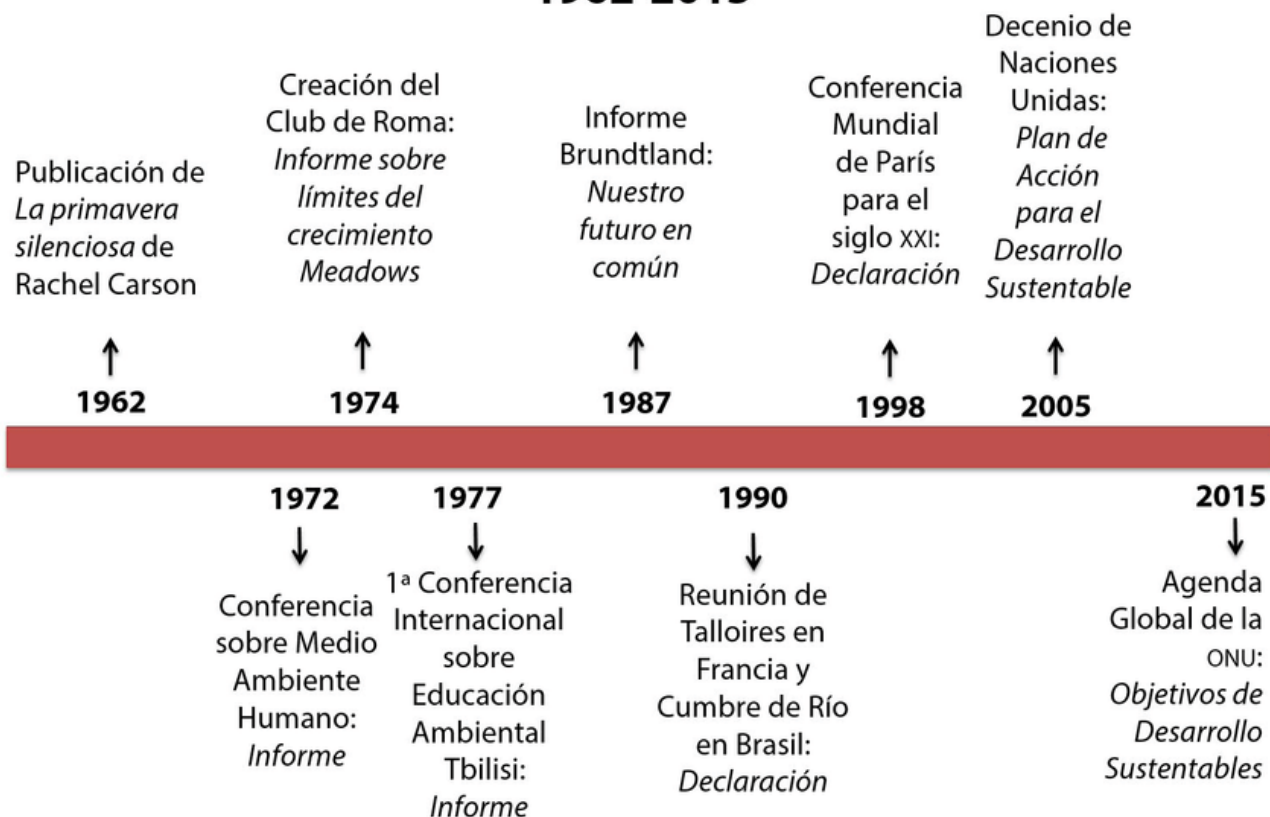 1962-2015
Publicación de
La primavera
silenciosa de
Rachel Carson
1962
Creación del
Club de Roma:
Informe sobre
límites del
crecimiento
Meadows
1974
Informe
Brundtland:
Nuestro
futuro en
común
1987
Conferencia
Mundial
de París
para el
siglo XXI:
Declaración
1998
Decenio de
Naciones
Unidas:
Plan de
Acción
para el
Desarrollo
Sustentable
2005
1972
Conferencia
sobre Medio
Ambiente
Humano:
Informe
1977
1ª Conferencia
Internacional
sobre
Educación
Ambiental
Tbilisi:
Informe
1990
Reunión de
Talloires en
Francia y
Cumbre de Río
en Brasil:
Declaración
2015
Agenda
Global de la
ONU:
Objetivos de
Desarrollo
Sustentables